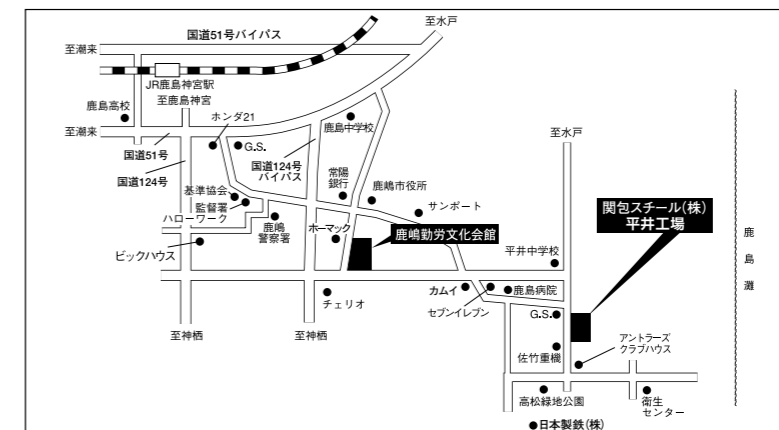 国道51号バイパス
至水戸
至潮来
JR鹿島神宮駅
至鹿島神宮
鹿島高校
ホンダ21
鹿島中学校
至潮来
国道51号
G.S.
国道124号
バイパス
至水戸
国道124号
常陽
銀行
鹿嶋市役所
基準協会
監督署
サンポート
ハローワーク
鹿嶋
警察署
ホーマック
鹿嶋勤労文化会館
関包スチール(株)
平井工場
鹿島灘
ビックハウス
平井中学校
カムイ
鹿島病院
チェリオ
セブンイレブン
G.S.
至神栖
至神栖
アントラーズ
クラブハウス
佐竹重機
高松緑地公園
衛生
センター
日本製鉄(株)